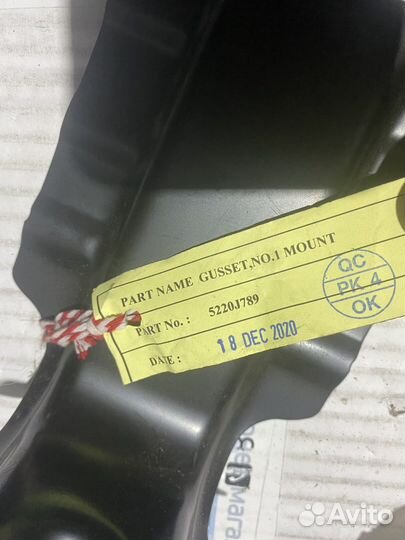 PART NAME GUSSET,NO.1 MOUNT
PART No. : 5220J789
DATE : 18 DEC 2020
QC
PK 4
OK
Avito